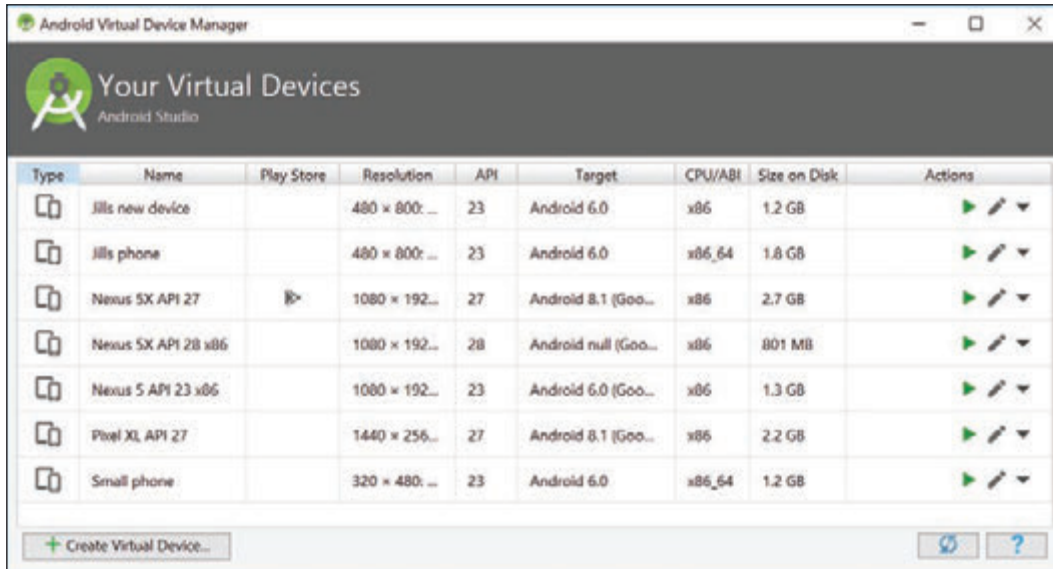 Android Virtual Device Manager
Your Virtual Devices
Android Studio
Type Name Play Store Resolution API Target CPU/ABI Size on Disk Actions
Jills new device 480 × 800: ... 23 Android 6.0 x86 1.2 GB
Jills phone 480 × 800: ... 23 Android 6.0 x86_64 1.8 GB
Nexus 5X API 27 1080 × 192... 27 Android 8.1 (Goo... x86 2.7 GB
Nexus 5X API 28 x86 1080 × 192... 28 Android null (Goo... x86 801 MB
Nexus 5 API 23 x86 1080 × 192... 23 Android 6.0 (Goo... x86 1.3 GB
Pixel XL API 27 1440 × 256... 27 Android 8.1 (Goo... x86 2.2 GB
Small phone 320 × 480: ... 23 Android 6.0 x86_64 1.2 GB
+ Create Virtual Device... ?